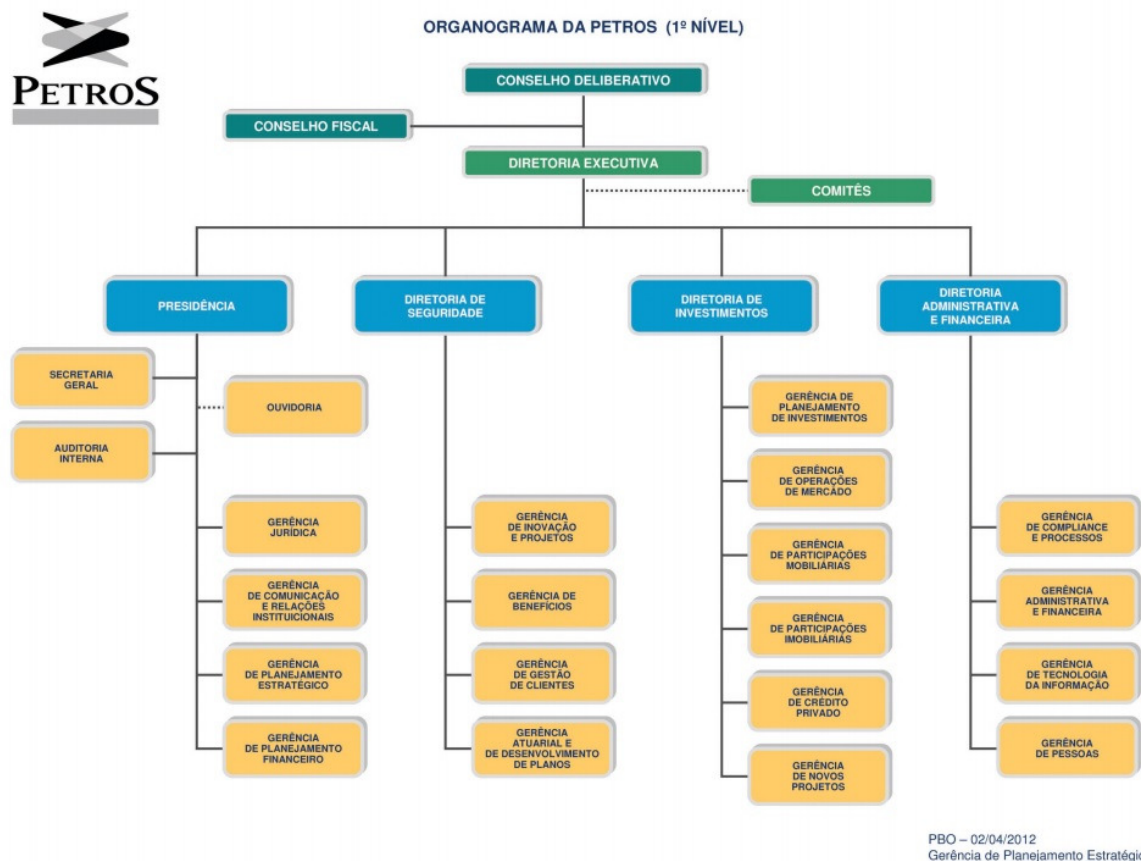 PETROS
ORGANOGRAMA DA PETROS (1º NÍVEL)
CONSELHO DELIBERATIVO
CONSELHO FISCAL
DIRETORIA EXECUTIVA
COMITÊS
PRESIDÊNCIA
DIRETORIA DE
SEGURIDADE
DIRETORIA DE
INVESTIMENTOS
DIRETORIA
ADMINISTRATIVA
E FINANCEIRA
SECRETARIA
GERAL
OUVIDORIA
AUDITORIA
INTERNA
GERÊNCIA
JURÍDICA
GERÊNCIA
DE COMUNICAÇÃO
E RELAÇÕES
INSTITUICIONAIS
GERÊNCIA
DE PLANEJAMENTO
ESTRATÉGICO
GERÊNCIA
DE PLANEJAMENTO
FINANCEIRO
GERÊNCIA
DE INOVAÇÃO
E PROJETOS
GERÊNCIA DE
BENEFÍCIOS
GERÊNCIA
DE GESTÃO
DE CLIENTES
GERÊNCIA
ATUARIAL E
DE DESENVOLVIMENTO
DE PLANOS
GERÊNCIA DE
PLANEJAMENTO
DE INVESTIMENTOS
GERÊNCIA
DE OPERAÇÕES
DE MERCADO
GERÊNCIA
DE PARTICIPAÇÕES
MOBILIÁRIAS
GERÊNCIA
DE PARTICIPAÇÕES
IMOBILIÁRIAS
GERÊNCIA
DE CRÉDITO
PRIVADO
GERÊNCIA
DE NOVOS
PROJETOS
GERÊNCIA
DE COMPLIANCE
E PROCESSOS
GERÊNCIA
ADMINISTRATIVA
E FINANCEIRA
GERÊNCIA
DE TECNOLOGIA
DA INFORMAÇÃO
GERÊNCIA
DE PESSOAS
PBO – 02/04/2012
Gerência de Planejamento Estratégic